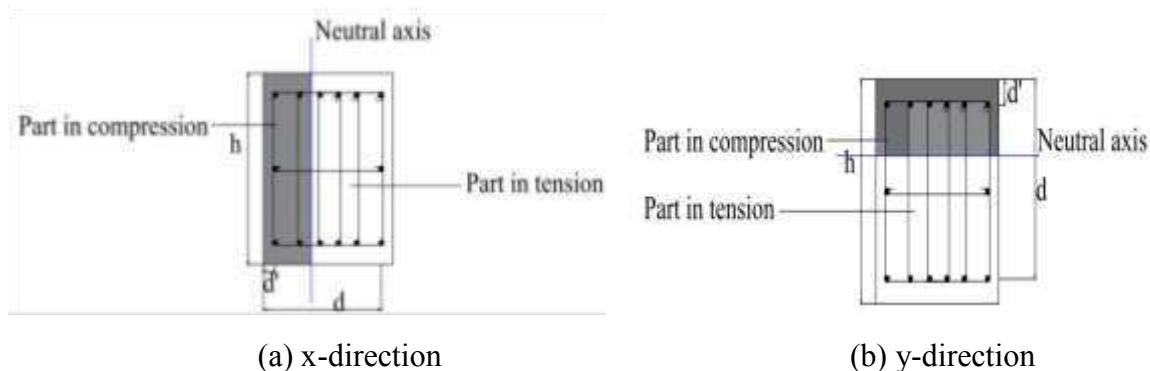 Neutral axis
Part in compression
h
Part in tension
d'
d
(a) x-direction
d'
Part in compression
Neutral axis
h
d
Part in tension
(b) y-direction